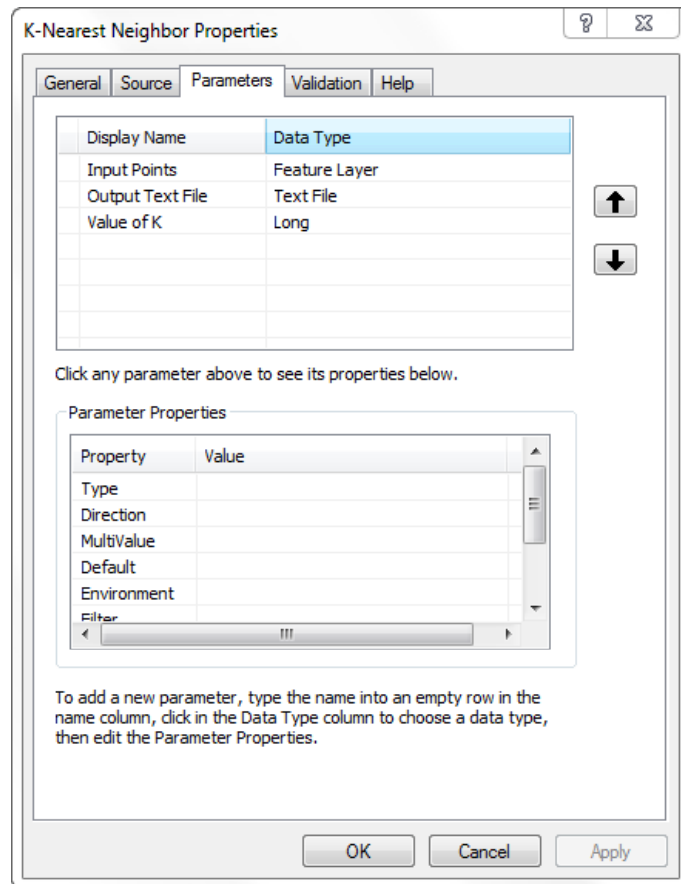 K-Nearest Neighbor Properties
General Source Parameters Validation Help
Display Name Data Type
Input Points Feature Layer
Output Text File Text File
Value of K Long
Click any parameter above to see its properties below.
Parameter Properties
Property Value
Type
Direction
MultiValue
Default
Environment
Filter
To add a new parameter, type the name into an empty row in the
name column, click in the Data Type column to choose a data type,
then edit the Parameter Properties.
OK Cancel Apply